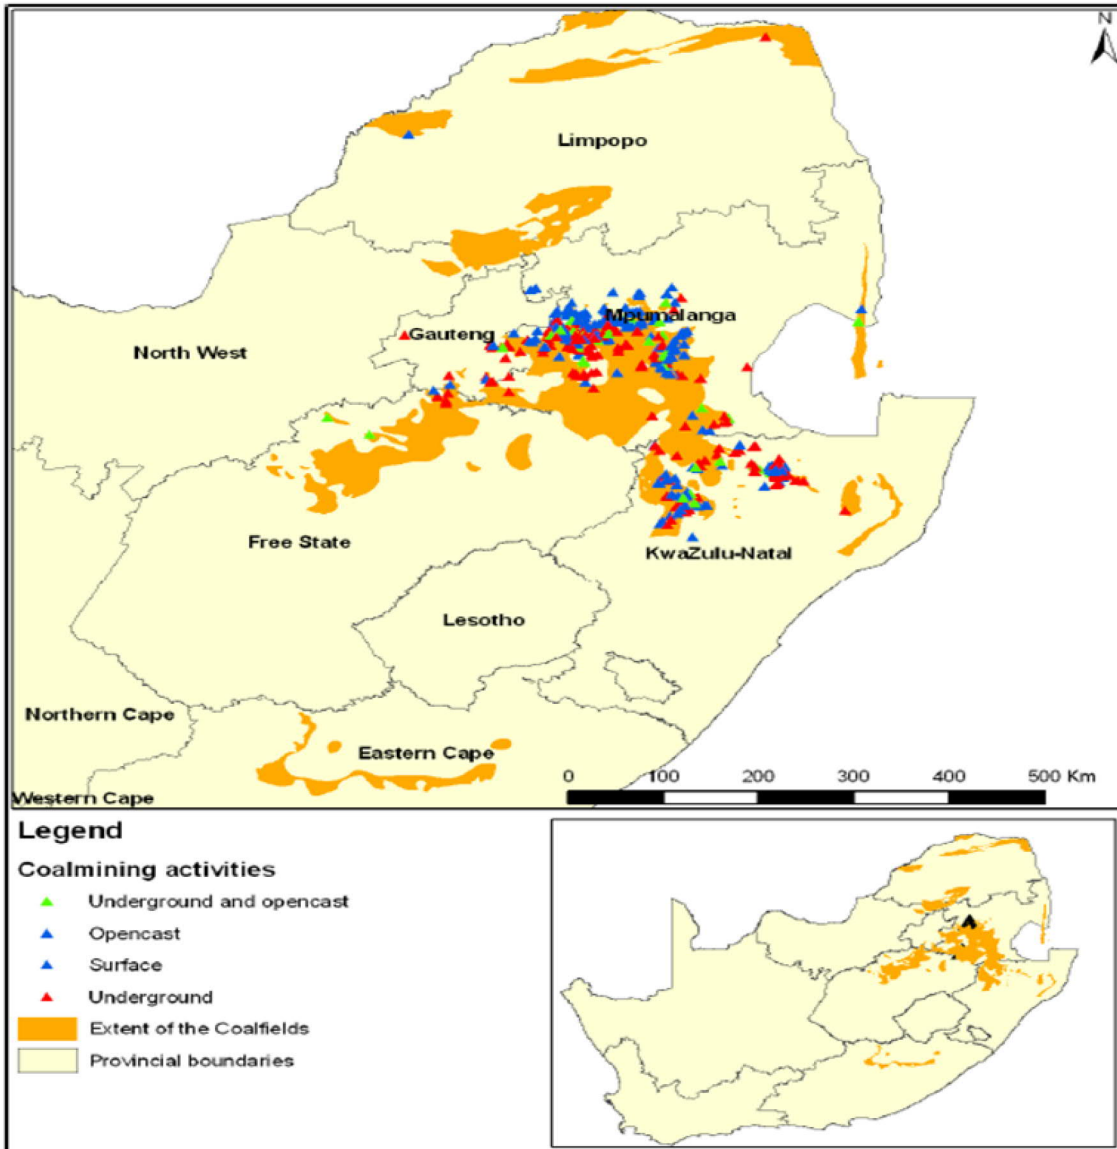 N
Limpopo
Mpumalanga
Gauteng
North West
Free State
KwaZulu-Natal
Lesotho
Northern Cape
Eastern Cape
Western Cape
0 100 200 300 400 500 Km
Legend
Coalmining activities
Underground and opencast
Opencast
Surface
Underground
Extent of the Coalfields
Provincial boundaries